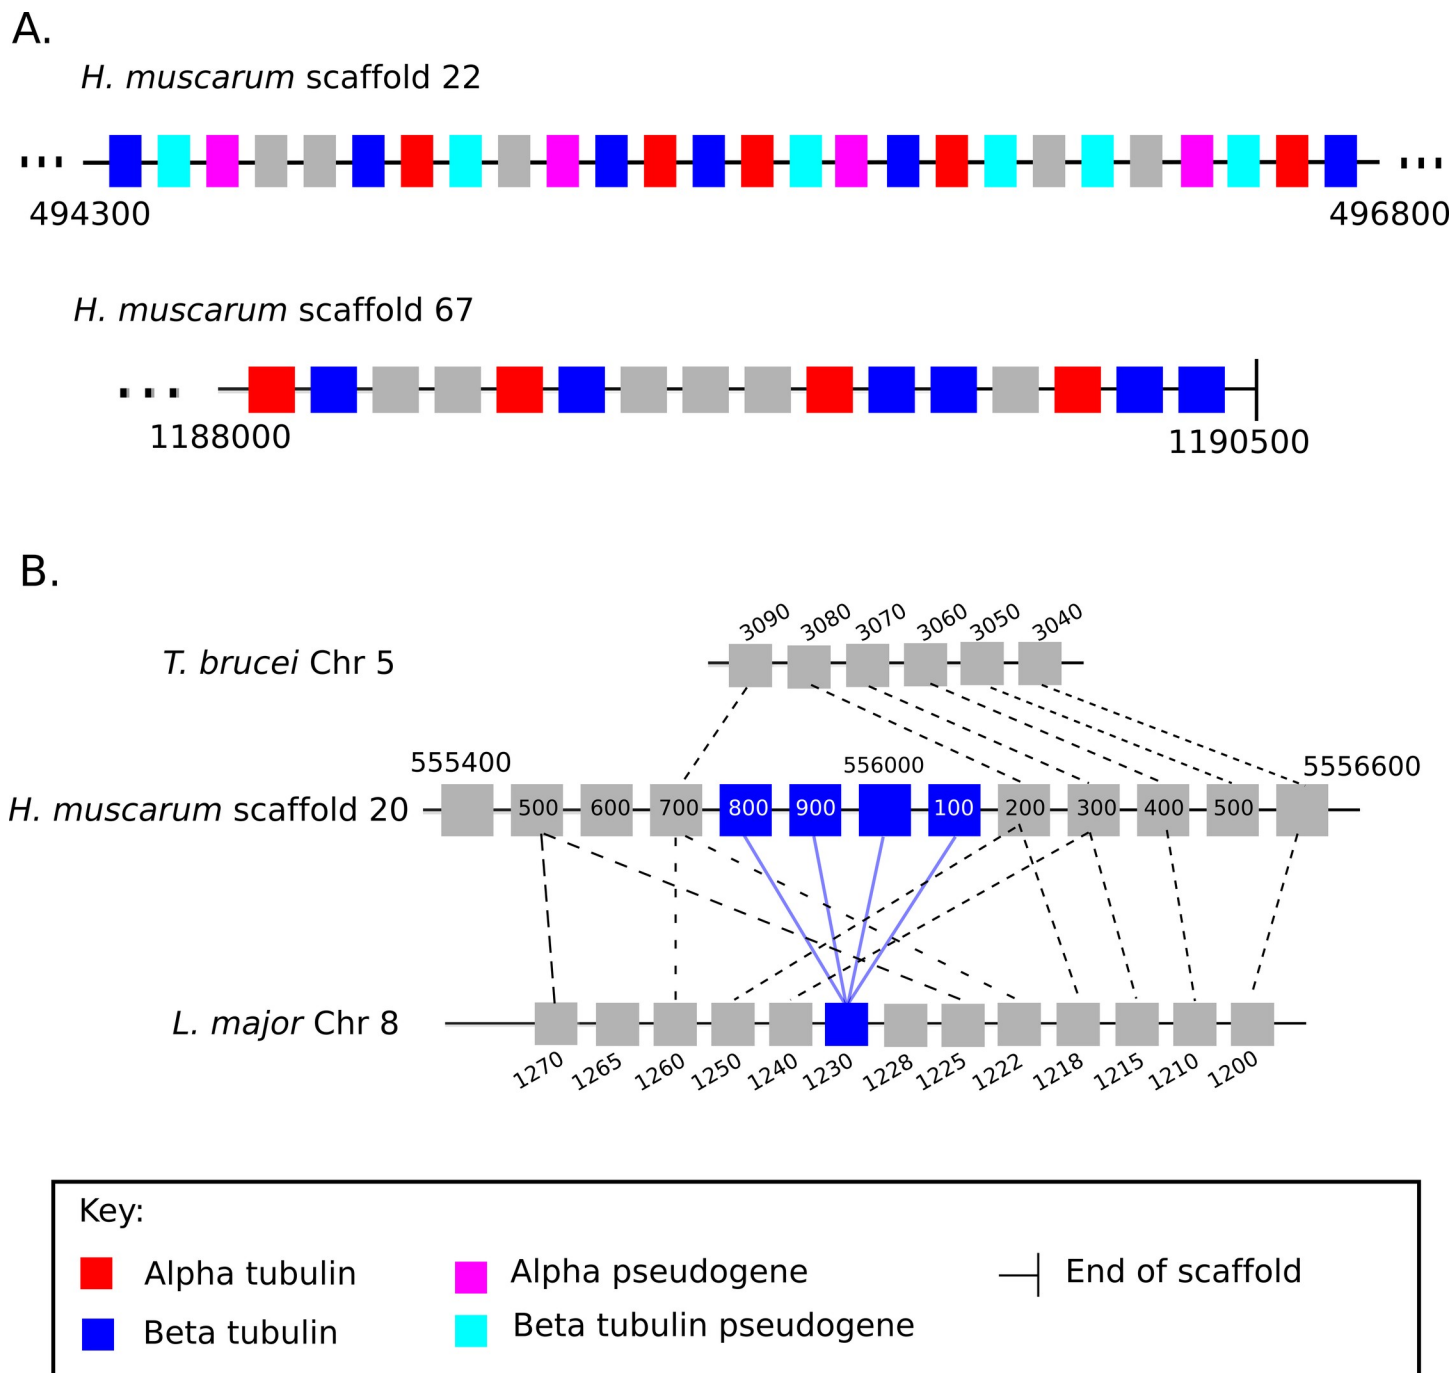 A.
H. muscarum scaffold 22
... ...
494300 496800
H. muscarum scaffold 67
...
1188000 1190500
B.
3090 3080 3070 3060 3050 3040
T. brucei Chr 5
555400 556000 5556600
H. muscarum scaffold 20 500 600 700 800 900 100 200 300 400 500
L. major Chr 8
1270 1265 1260 1250 1240 1230 1228 1225 1222 1218 1215 1210 1200
Key:
Alpha tubulin Alpha pseudogene End of scaffold
Beta tubulin Beta tubulin pseudogene